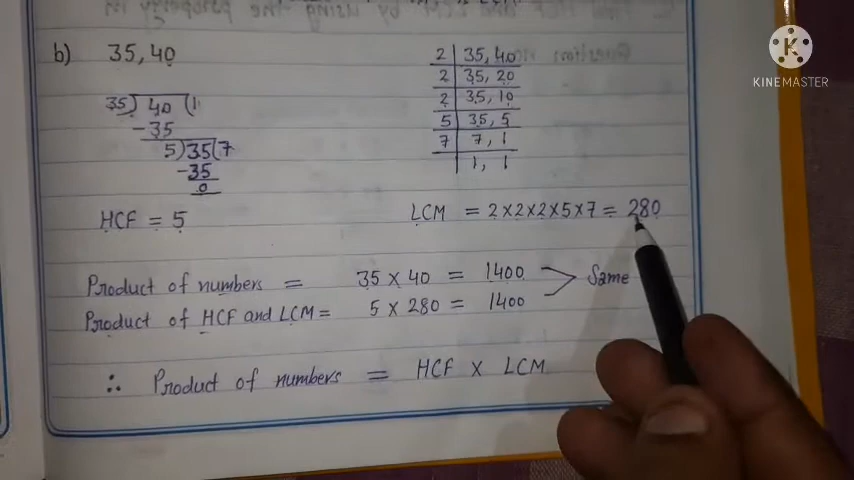 b) 35, 40
35) 40 (1
-35
5) 35 (7
-35
0
HCF = 5
2 | 35, 40
2 | 35, 20
2 | 35, 10
5 | 35, 5
7 | 7, 1
1, 1
LCM = 2×2×2×5×7 = 280
Product of numbers = 35 × 40 = 1400
Product of HCF and LCM = 5 × 280 = 1400
Same
∴ Product of numbers = HCF × LCM
KINEMASTER